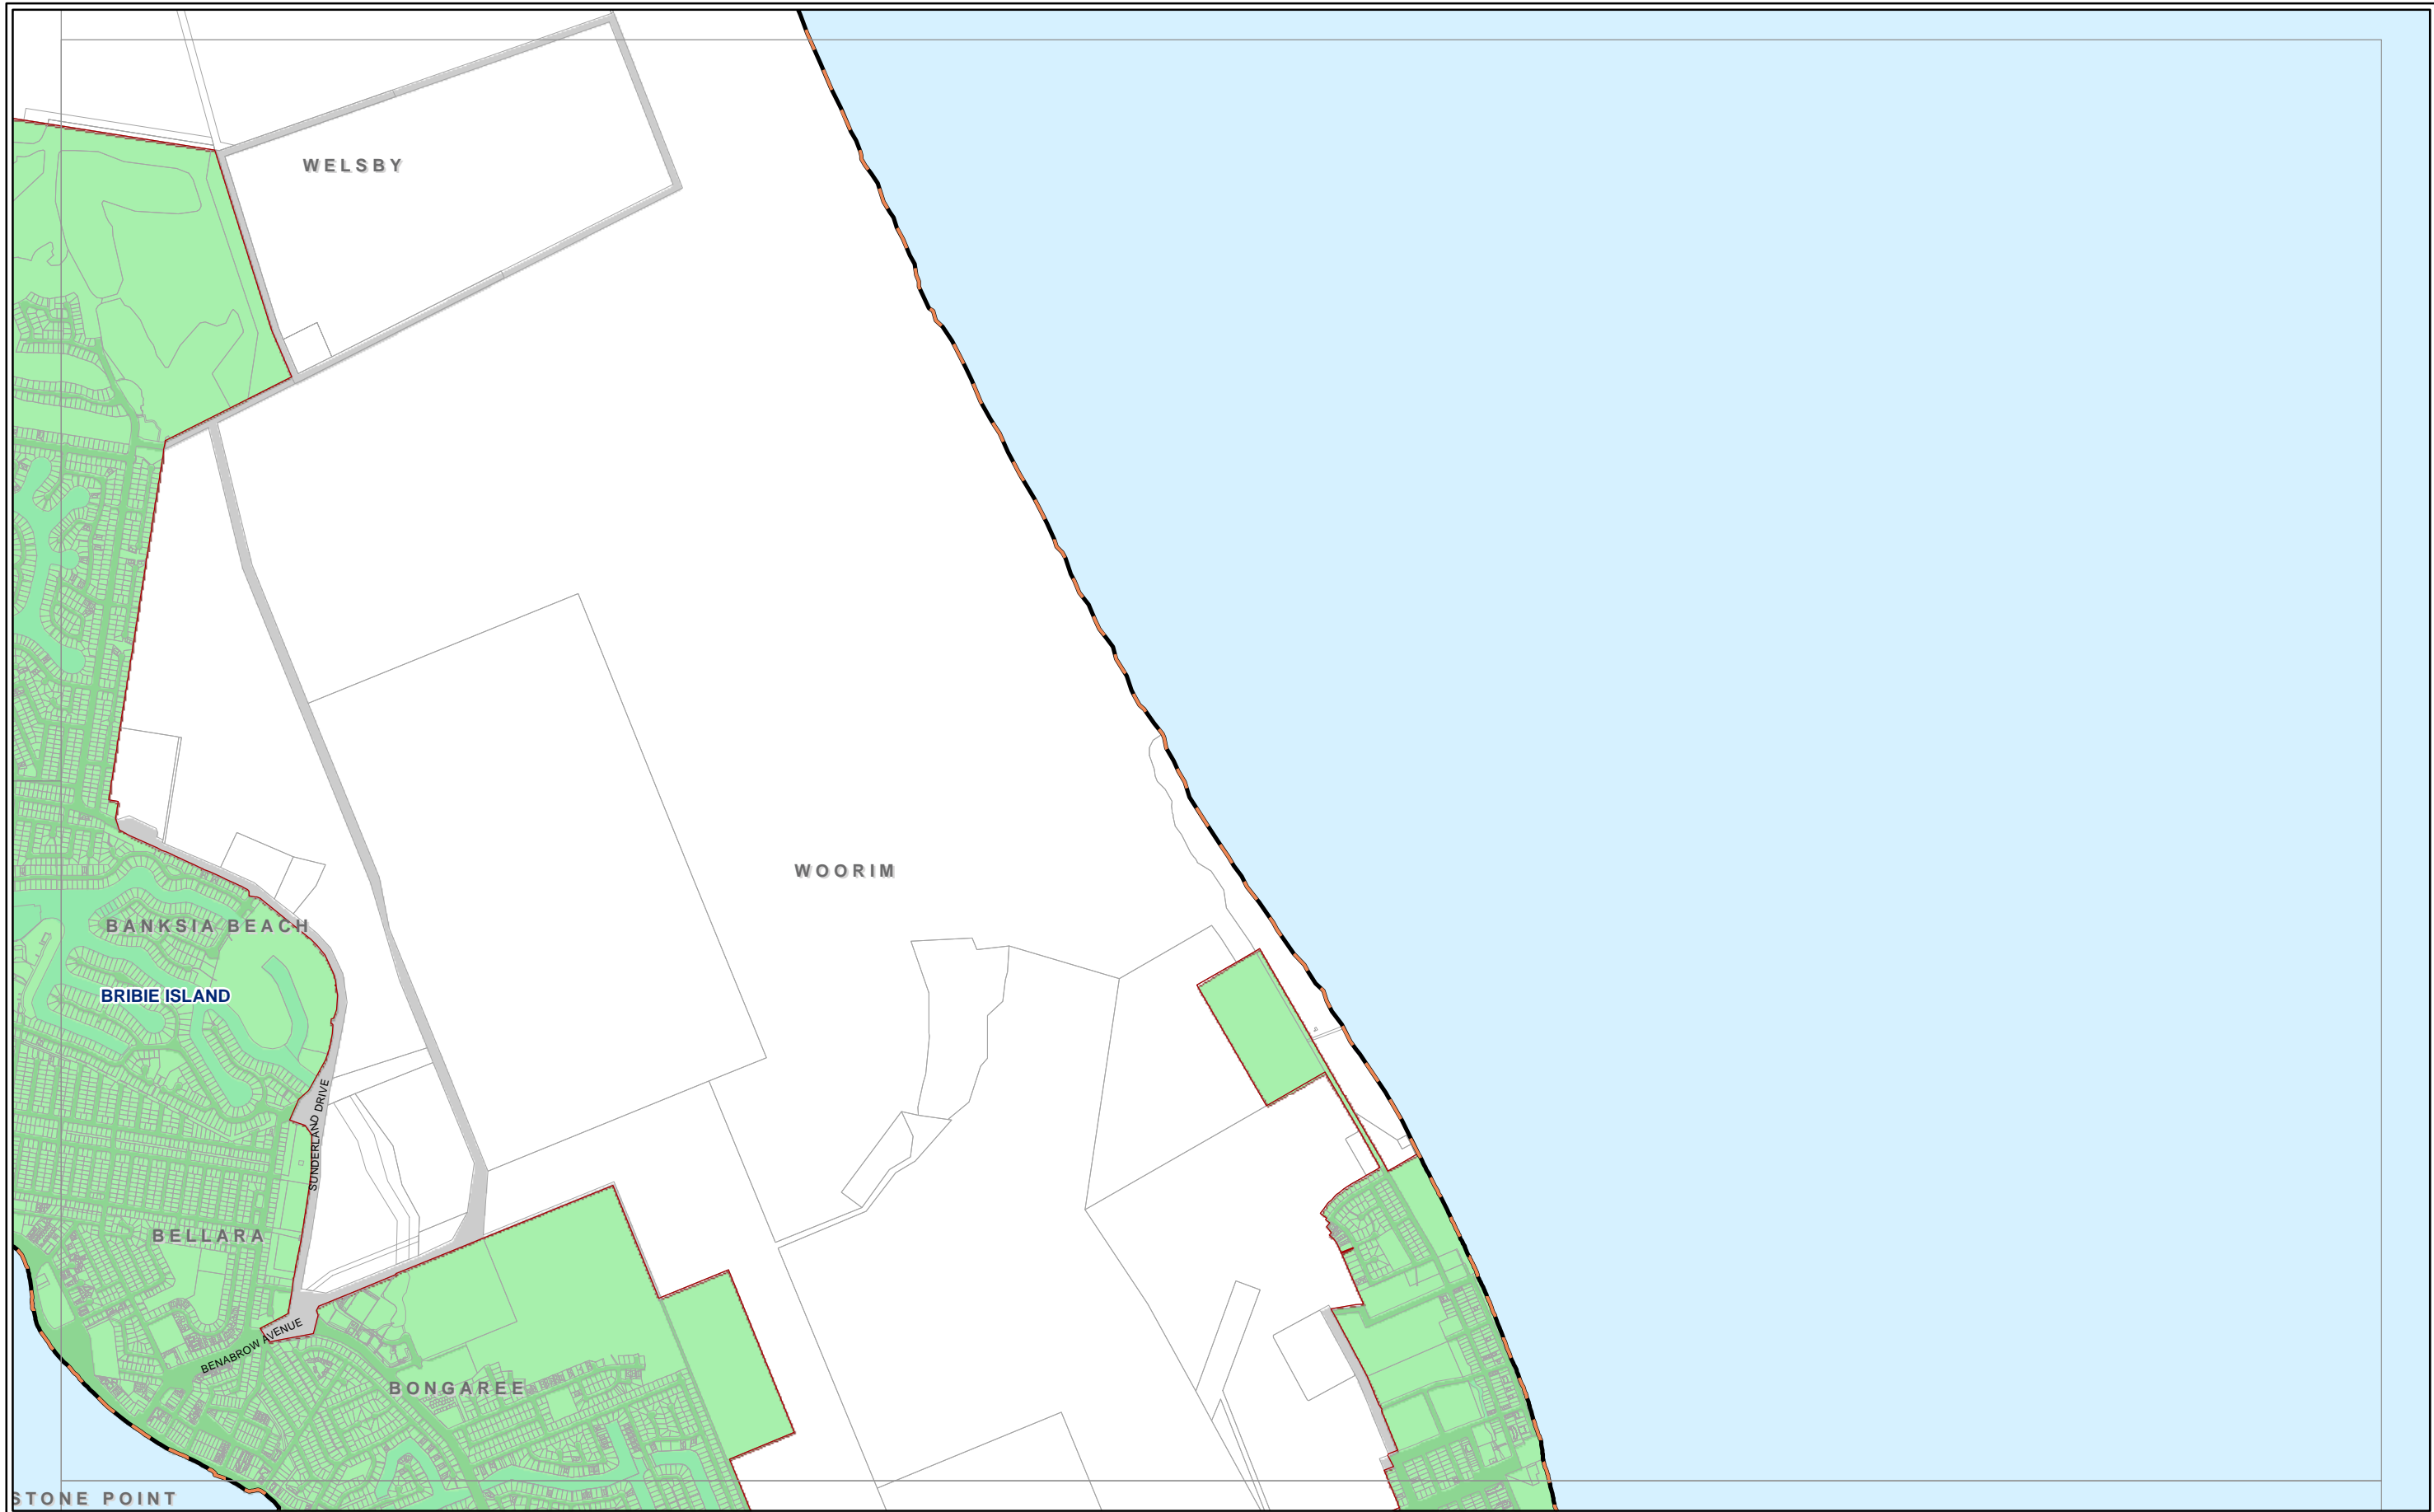 WELSBY
WOORIM
BANKSIA BEACH
BRIBIE ISLAND
SUNDERLAND DRIVE
BELLARA
BENABROW AVENUE
BONGAREE
STONE POINT